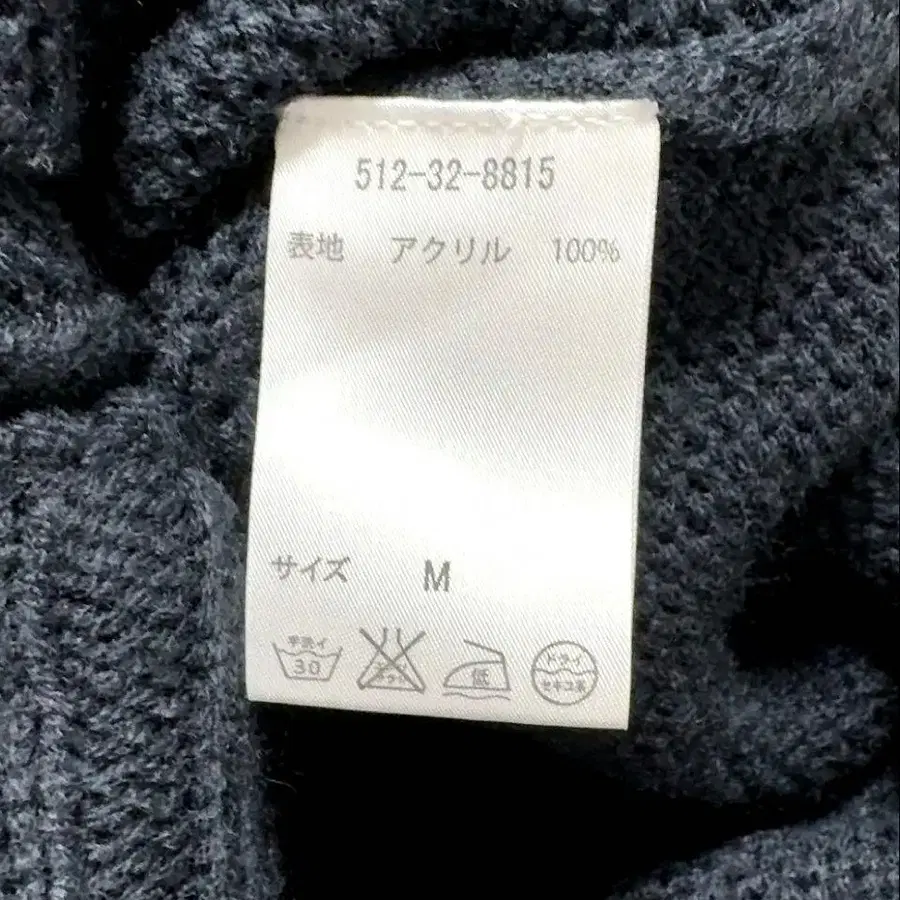 512-32-8815
表地 アクリル 100%
サイズ M
手洗イ
30
低
ドライ
セキユ系